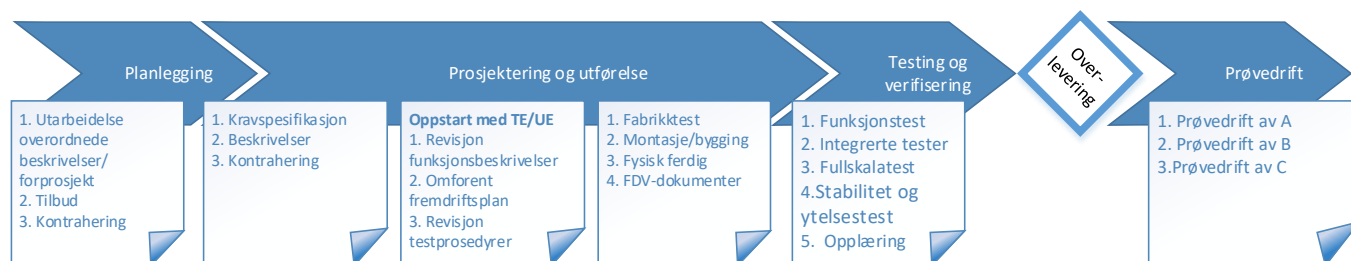 Planlegging
Prosjektering og utførelse
Testing og
verifisering
Over-
levering
Prøvedrift
1. Utarbeidelse
overordnede
beskrivelser/
forprosjekt
2. Tilbud
3. Kontrahering
1. Kravspesifikasjon
2. Beskrivelser
3. Kontrahering
Oppstart med TE/UE
1. Revisjon
funksjonsbeskrivelser
2. Omforent
fremdriftsplan
3. Revisjon
testprosedyrer
1. Fabrikktest
2. Montasje/bygging
3. Fysisk ferdig
4. FDV-dokumenter
1. Funksjonstest
2. Integrerte tester
3. Fullskalatest
4.Stabilitet og
ytelsestest
5. Opplæring
1. Prøvedrift av A
2. Prøvedrift av B
3.Prøvedrift av C